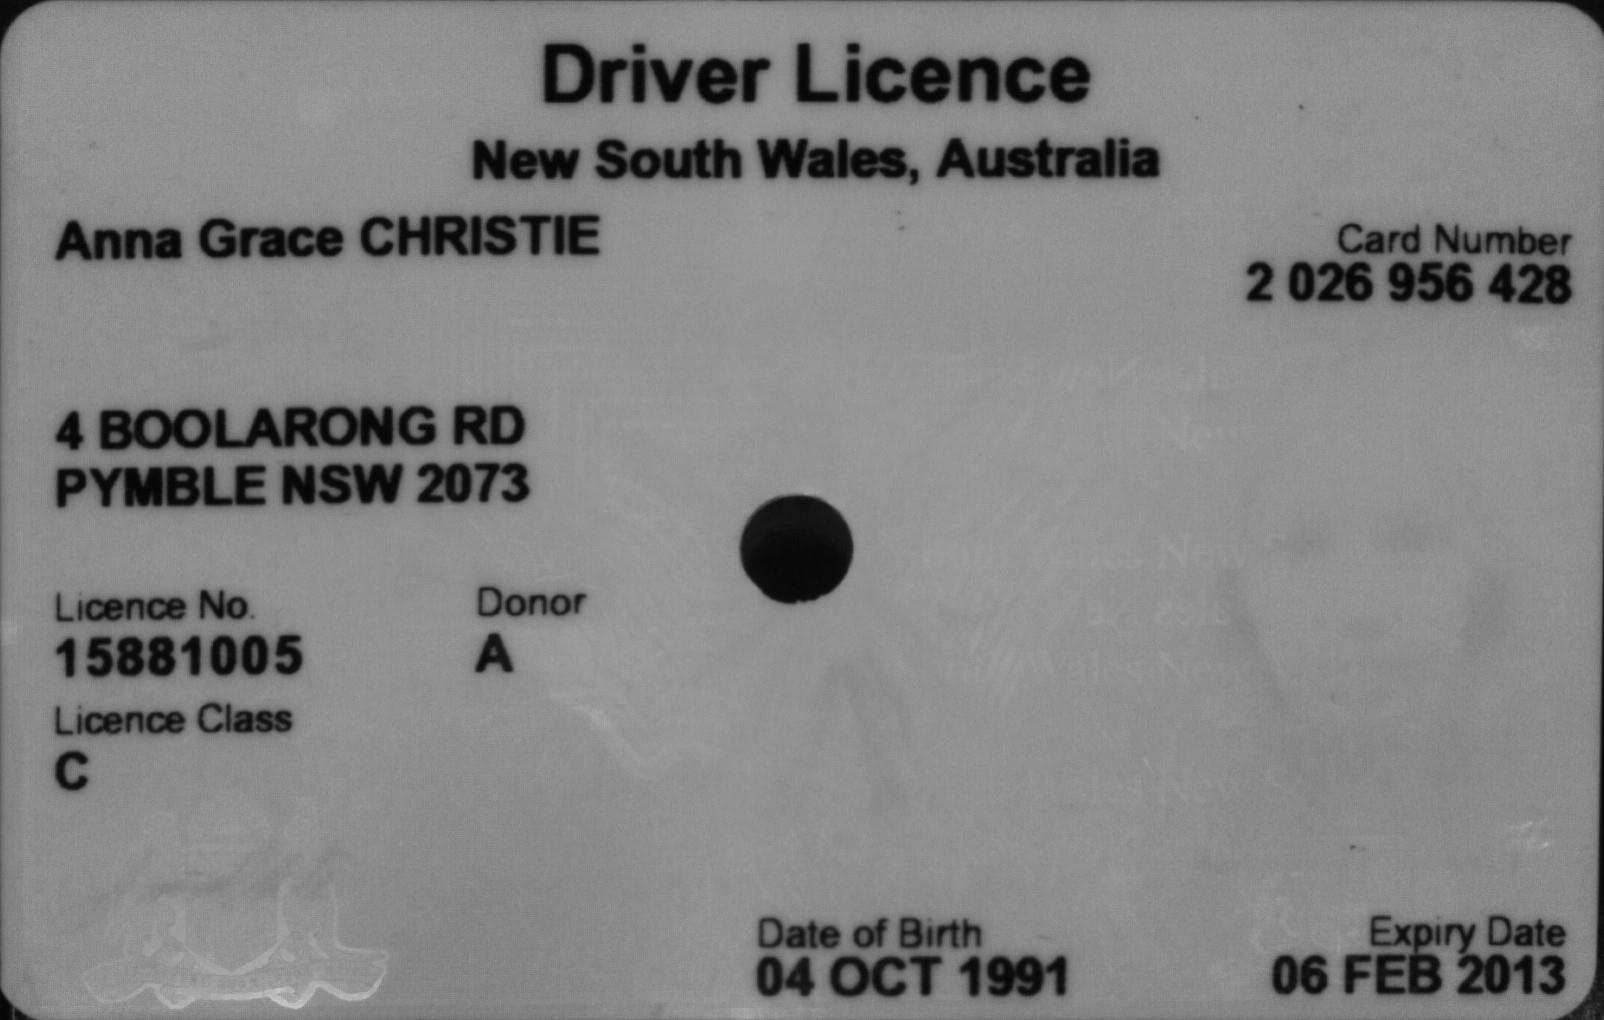 Driver Licence
New South Wales, Australia
Anna Grace CHRISTIE
Card Number
2 026 956 428
4 BOOLARONG RD
PYMBLE NSW 2073
Licence No.
15881005
Donor
A
Licence Class
C
Date of Birth
04 OCT 1991
Expiry Date
06 FEB 2013